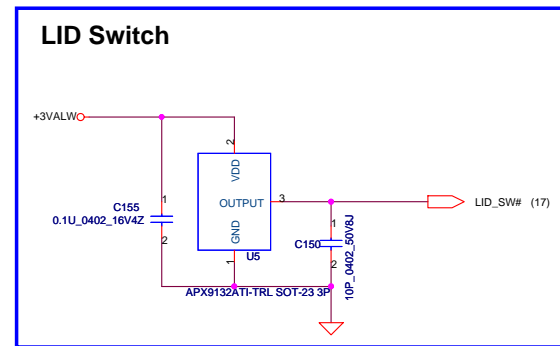 LID Switch
+3VALW
2
VDD
C155
0.1U_0402_16V4Z
1
2
OUTPUT
3
GND
1
U5
APX9132ATI-TRL SOT-23 3P
C150
1
2
10P_0402_50V8J
LID_SW# (17)